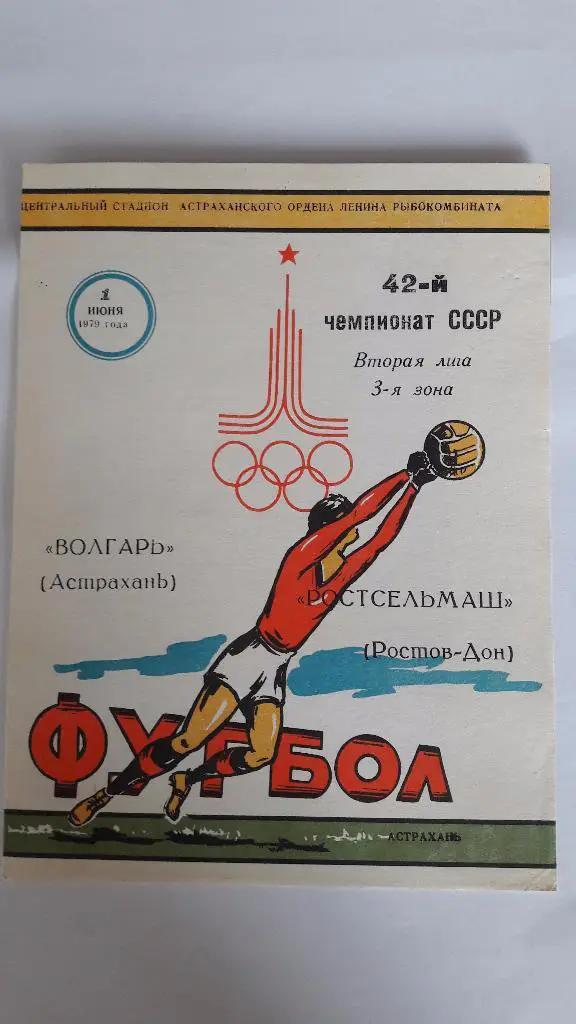 ЦЕНТРАЛЬНЫЙ СТАДИОН АСТРАХАНСКОГО ОРДЕНА ЛЕНИНА РЫБОКОМБИНАТА
1
ИЮНЯ
1979 года
42-й
чемпионат СССР
Вторая лига
3-я зона
«ВОЛГАРЬ»
(Астрахань)
«РОСТСЕЛЬМАШ»
(Ростов-Дон)
ФУТБОЛ
АСТРАХАНЬ